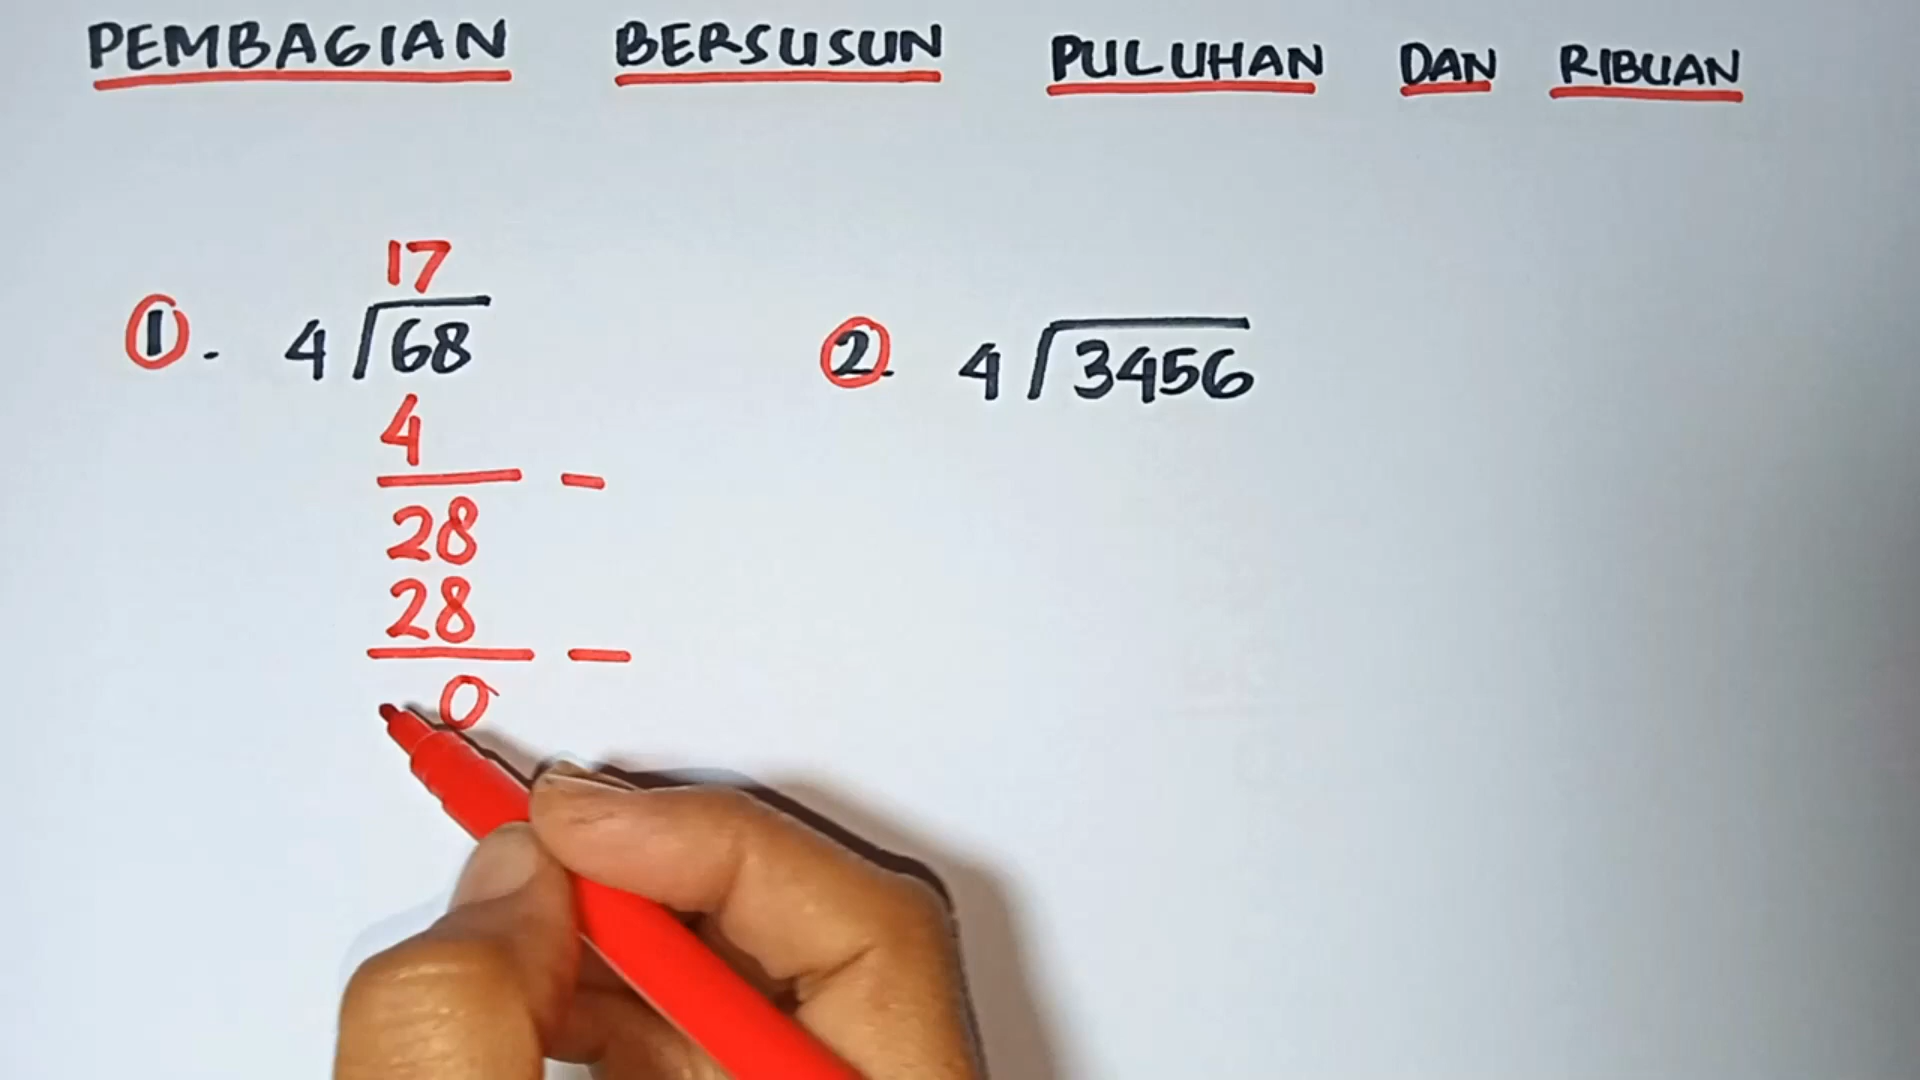 PEMBAGIAN BERSUSUN PULUHAN DAN RIBUAN
17
1. 4 68
4
-
28
28
-
0
2. 4 3456